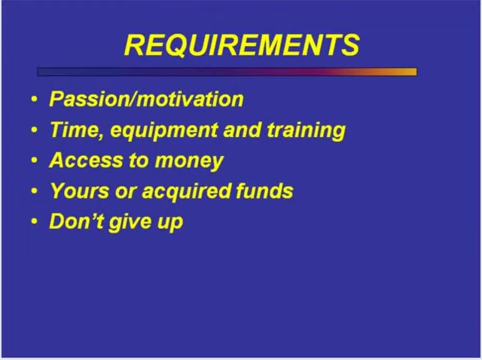 REQUIREMENTS
• Passion/motivation
• Time, equipment and training
• Access to money
• Yours or acquired funds
• Don't give up